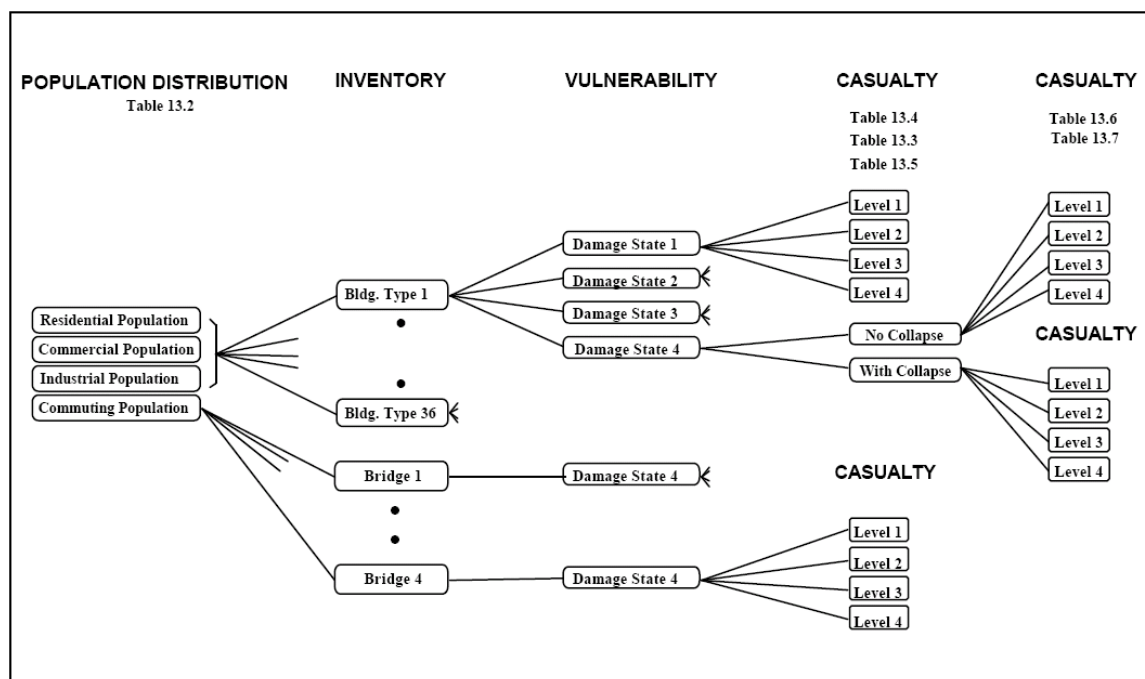 POPULATION DISTRIBUTION
Table 13.2
INVENTORY
VULNERABILITY
CASUALTY
Table 13.4
Table 13.3
Table 13.5
CASUALTY
Table 13.6
Table 13.7
Residential Population
Commercial Population
Industrial Population
Commuting Population
Bldg. Type 1
Bldg. Type 36
Bridge 1
Bridge 4
Damage State 1
Damage State 2
Damage State 3
Damage State 4
Damage State 4
Damage State 4
Level 1
Level 2
Level 3
Level 4
No Collapse
With Collapse
CASUALTY
Level 1
Level 2
Level 3
Level 4
Level 1
Level 2
Level 3
Level 4
CASUALTY
Level 1
Level 2
Level 3
Level 4